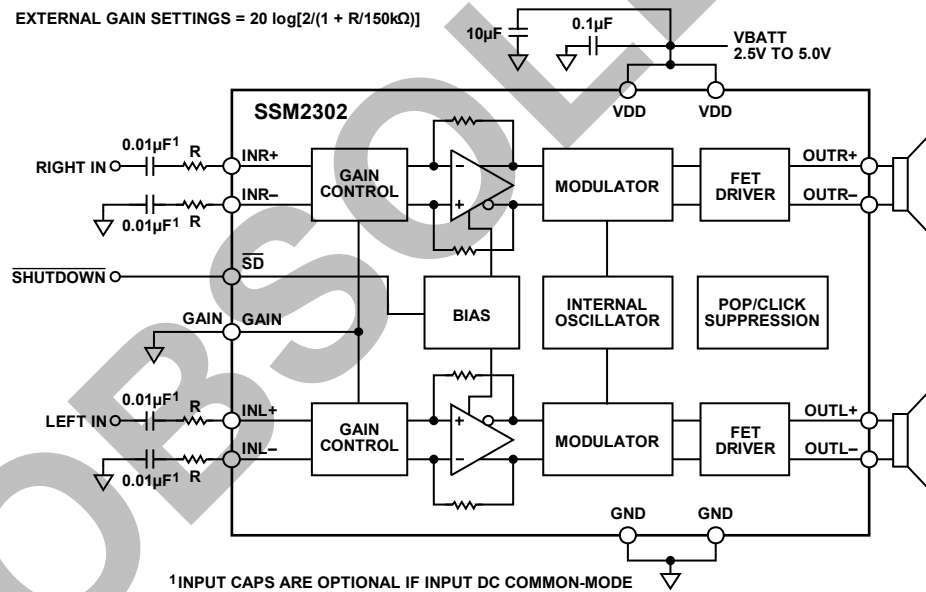 EXTERNAL GAIN SETTINGS = 20 log[2/(1 + R/150kΩ)]
10µF
0.1µF
VBATT
2.5V TO 5.0V
VDD
VDD
SSM2302
RIGHT IN
0.01µF¹
R
INR+
0.01µF¹
R
INR–
GAIN
CONTROL
MODULATOR
FET
DRIVER
OUTR+
OUTR–
SHUTDOWN
SD
BIAS
INTERNAL
OSCILLATOR
POP/CLICK
SUPPRESSION
GAIN
GAIN
LEFT IN
0.01µF¹
R
INL+
0.01µF¹
R
INL–
GAIN
CONTROL
MODULATOR
FET
DRIVER
OUTL+
OUTL–
GND
GND
¹INPUT CAPS ARE OPTIONAL IF INPUT DC COMMON-MODE
OBSOLE